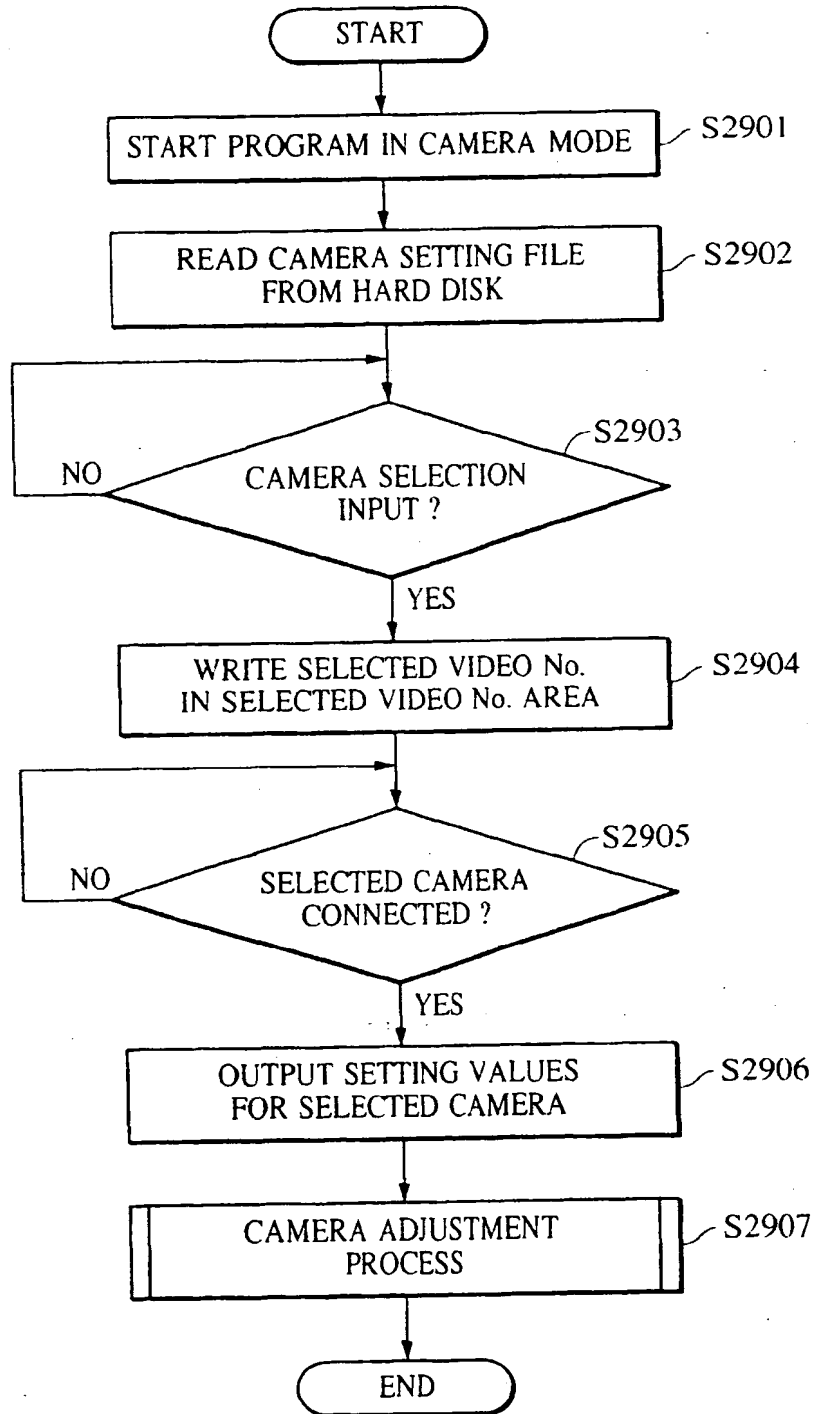 START
START PROGRAM IN CAMERA MODE
S2901
READ CAMERA SETTING FILE
FROM HARD DISK
S2902
S2903
NO
CAMERA SELECTION
INPUT ?
YES
WRITE SELECTED VIDEO No.
IN SELECTED VIDEO No. AREA
S2904
S2905
NO
SELECTED CAMERA
CONNECTED ?
YES
OUTPUT SETTING VALUES
FOR SELECTED CAMERA
S2906
CAMERA ADJUSTMENT
PROCESS
S2907
END